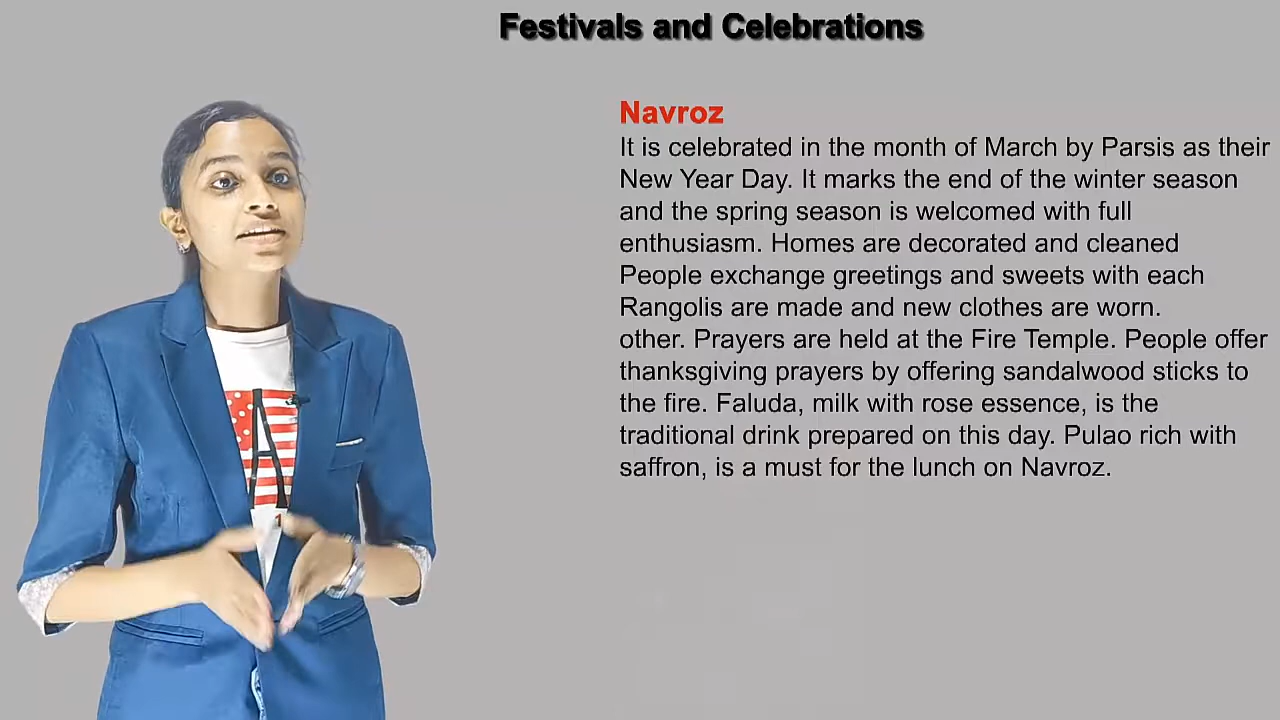 Festivals and Celebrations
Navroz
It is celebrated in the month of March by Parsis as their
New Year Day. It marks the end of the winter season
and the spring season is welcomed with full
enthusiasm. Homes are decorated and cleaned
People exchange greetings and sweets with each
Rangolis are made and new clothes are worn.
other. Prayers are held at the Fire Temple. People offer
thanksgiving prayers by offering sandalwood sticks to
the fire. Faluda, milk with rose essence, is the
traditional drink prepared on this day. Pulao rich with
saffron, is a must for the lunch on Navroz.
A
1